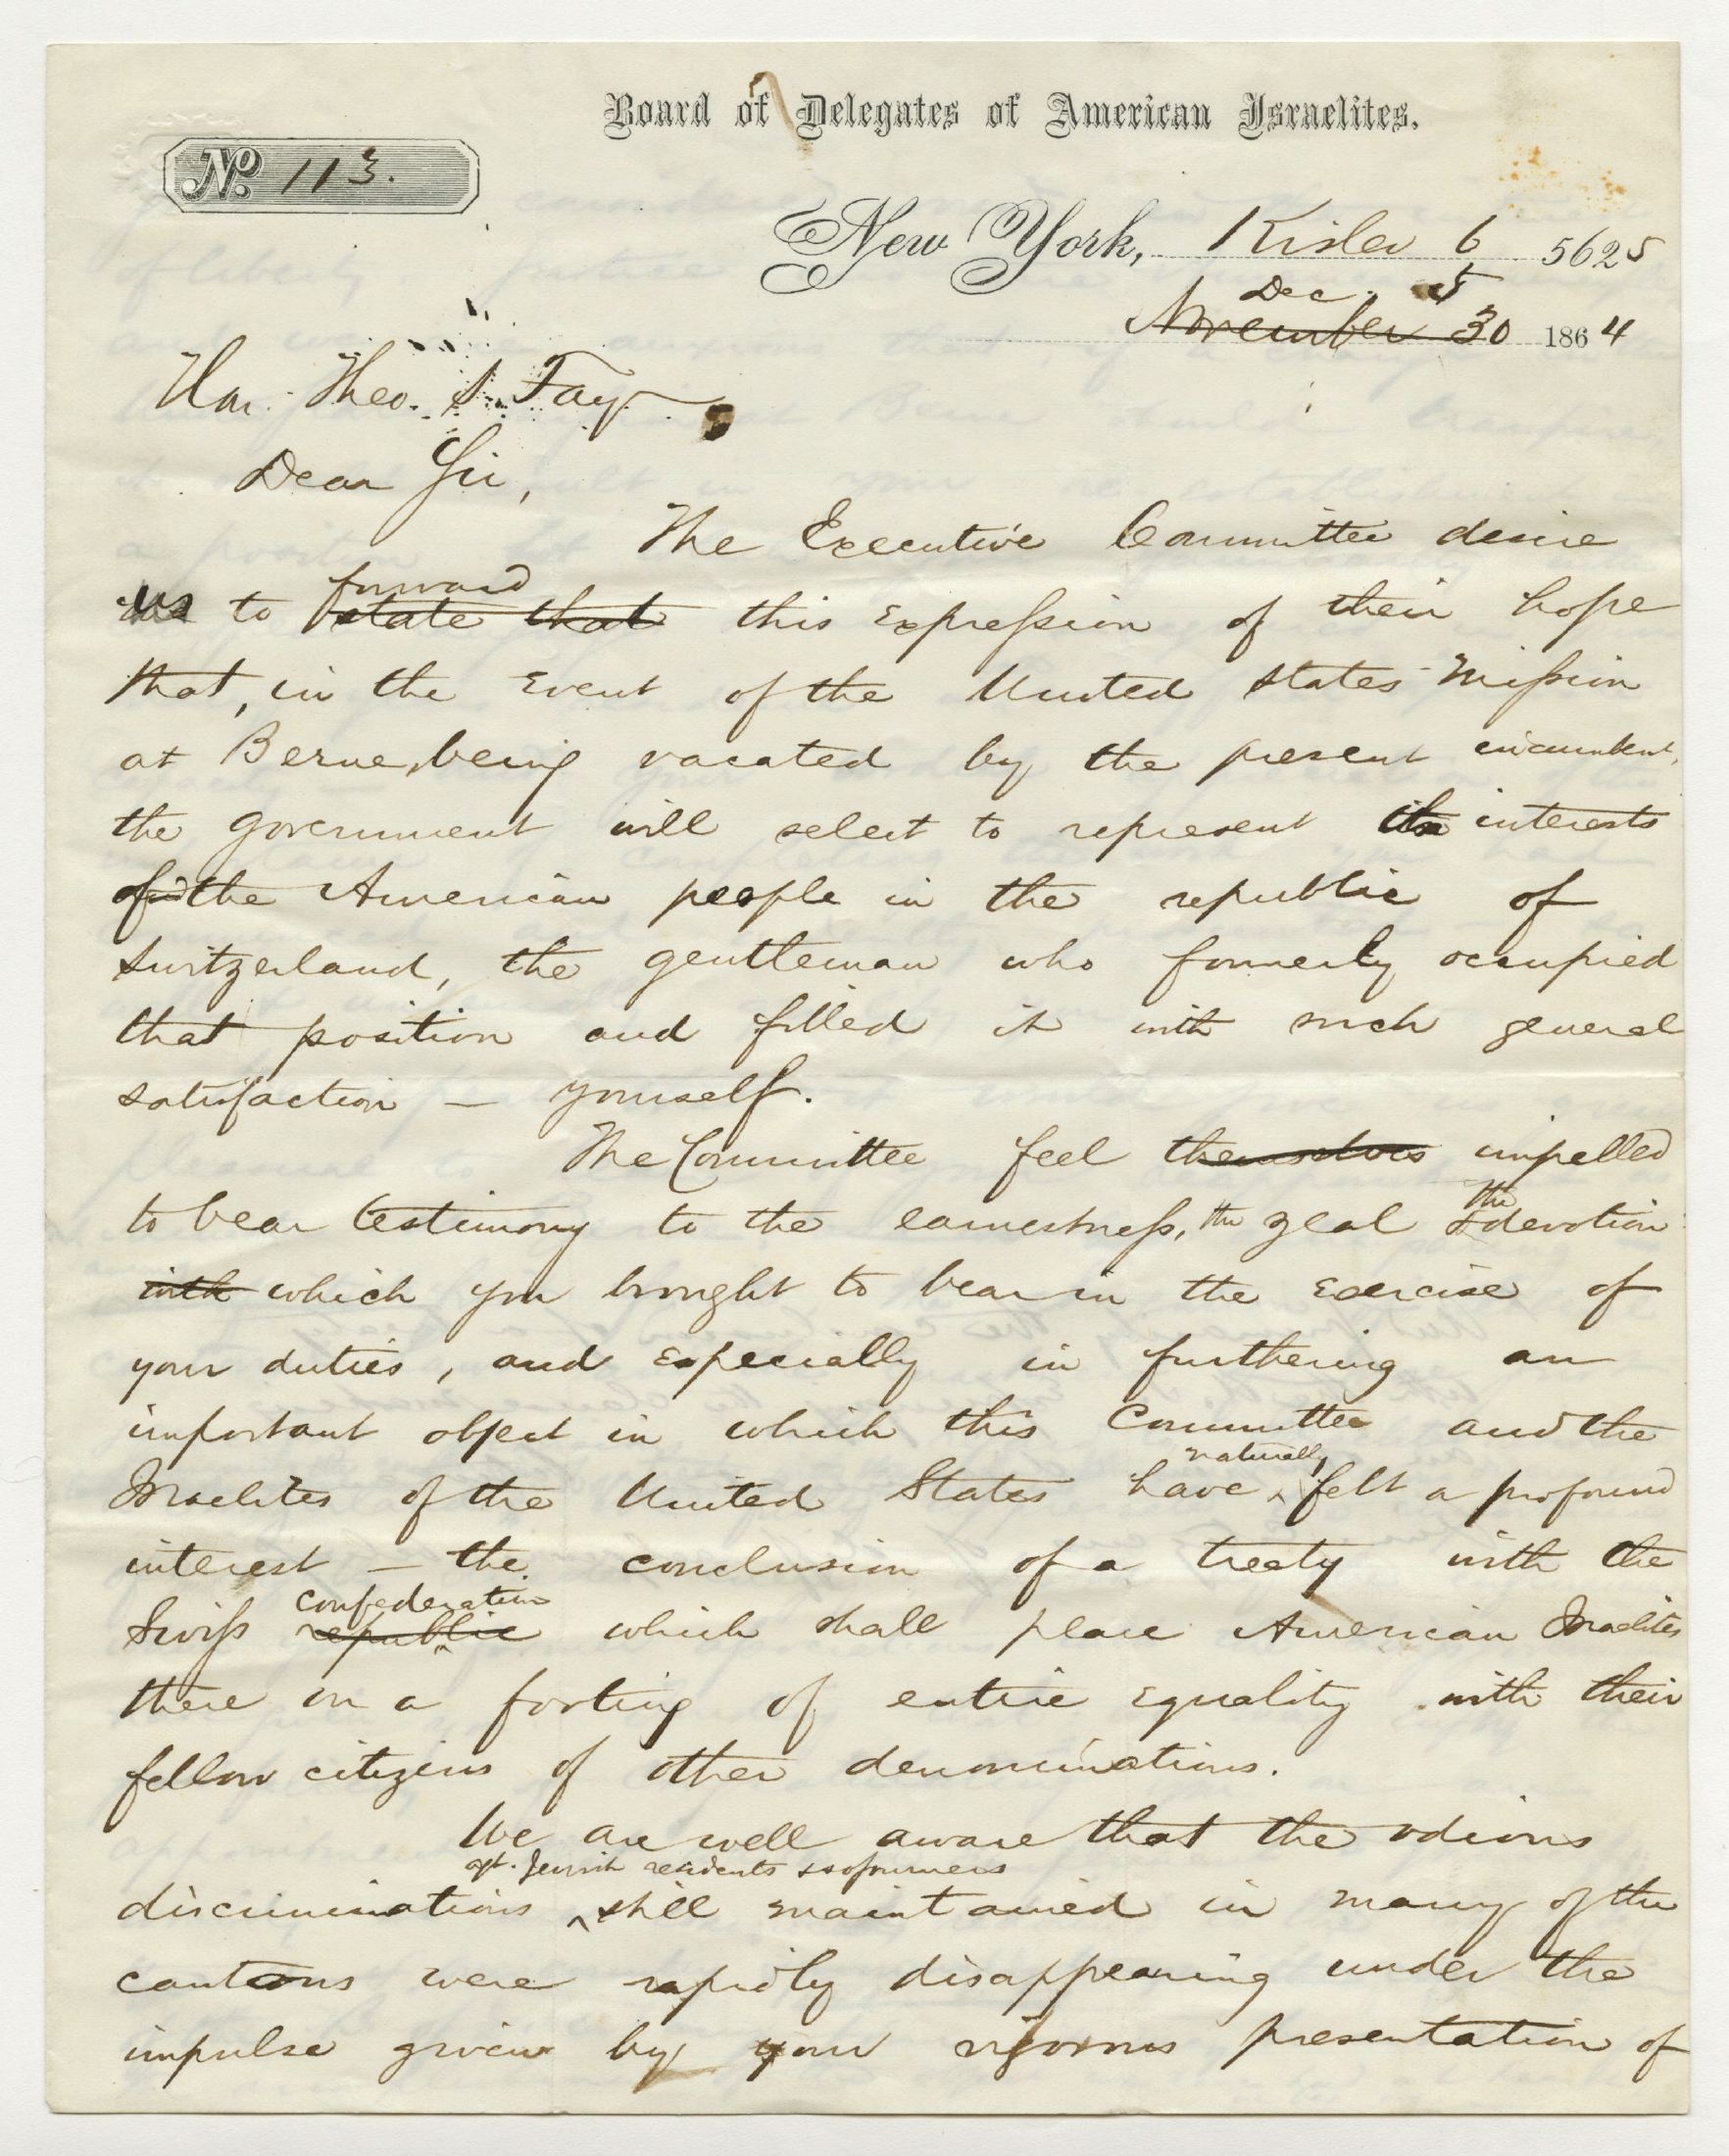 Board of Delegates of American Israelites.
No. 113.
New York, Kislev 6 5625
Dec. 5
November 30 1864
Hon. Theo. S. Fay
Dear Sir,
The Executive Committee desire
forward
us to state that this expression of their hope
that, in the event of the United States Mission
at Berne, being vacated by the present incumbent,
the government will select to represent the interests
of the American people in the republic of
Switzerland, the gentleman who formerly occupied
that position and filled it with such general
satisfaction — yourself.
The Committee feel themselves impelled
the
to bear testimony to the earnestness, the zeal & devotion
with which you brought to bear in the exercise of
your duties, and especially in furthering an
important object in which this Committee and the
naturally
Israelites of the United States have ^ felt a profound
interest — the conclusion of a treaty with the
confederation
Swiss republic which shall place American Israelites
there on a footing of entire equality with their
fellow citizens of other denominations.
We are well aware that the odious
agt. Jewish residents & sojourners
discriminations ^ still maintained in many of the
cantons were rapidly disappearing under the
impulse given by your vigorous presentation of